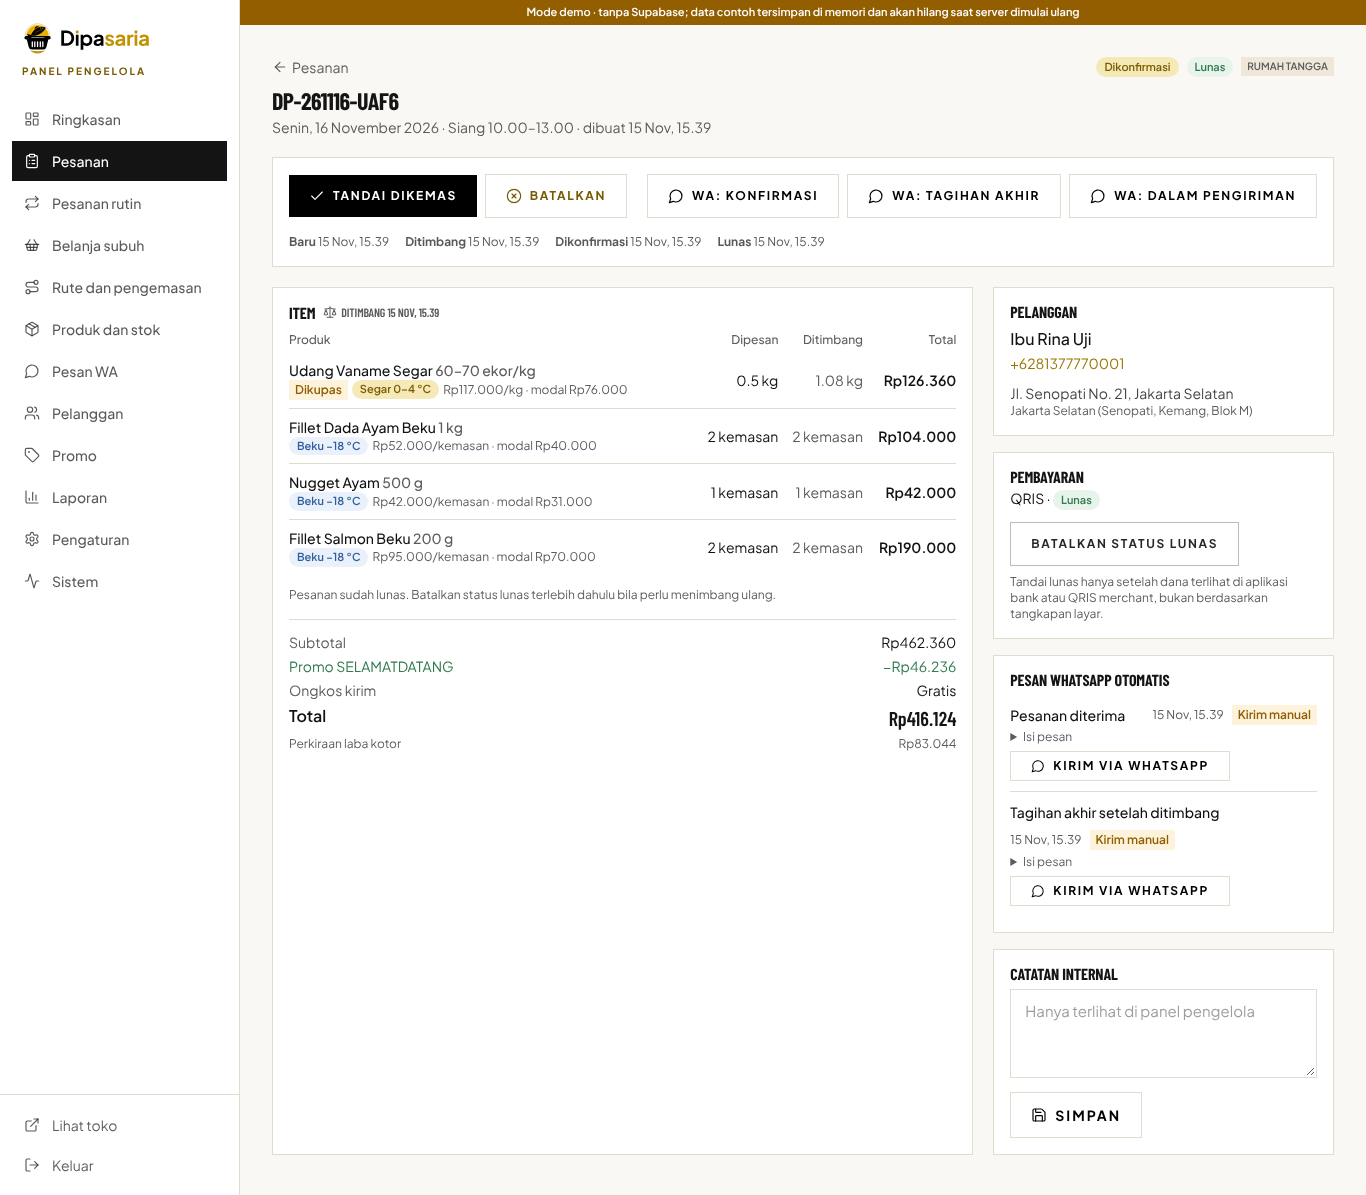 Mode demo · tanpa Supabase; data contoh tersimpan di memori dan akan hilang saat server dimulai ulang
Dipasaria
PANEL PENGELOLA
Ringkasan
Pesanan
Pesanan rutin
Belanja subuh
Rute dan pengemasan
Produk dan stok
Pesan WA
Pelanggan
Promo
Laporan
Pengaturan
Sistem
Lihat toko
Keluar
← Pesanan
Dikonfirmasi Lunas RUMAH TANGGA
DP-261116-UAF6
Senin, 16 November 2026 · Siang 10.00–13.00 · dibuat 15 Nov, 15.39
TANDAI DIKEMAS BATALKAN WA: KONFIRMASI WA: TAGIHAN AKHIR WA: DALAM PENGIRIMAN
Baru 15 Nov, 15.39 Ditimbang 15 Nov, 15.39 Dikonfirmasi 15 Nov, 15.39 Lunas 15 Nov, 15.39
ITEM DITIMBANG 15 NOV, 15.39
Produk Dipesan Ditimbang Total
Udang Vaname Segar 60–70 ekor/kg
Dikupas Segar 0–4 °C Rp117.000/kg · modal Rp76.000
0.5 kg 1.08 kg Rp126.360
Fillet Dada Ayam Beku 1 kg
Beku −18 °C Rp52.000/kemasan · modal Rp40.000
2 kemasan 2 kemasan Rp104.000
Nugget Ayam 500 g
Beku −18 °C Rp42.000/kemasan · modal Rp31.000
1 kemasan 1 kemasan Rp42.000
Fillet Salmon Beku 200 g
Beku −18 °C Rp95.000/kemasan · modal Rp70.000
2 kemasan 2 kemasan Rp190.000
Pesanan sudah lunas. Batalkan status lunas terlebih dahulu bila perlu menimbang ulang.
Subtotal Rp462.360
Promo SELAMATDATANG −Rp46.236
Ongkos kirim Gratis
Total Rp416.124
Perkiraan laba kotor Rp83.044
PELANGGAN
Ibu Rina Uji
+6281377770001
Jl. Senopati No. 21, Jakarta Selatan
Jakarta Selatan (Senopati, Kemang, Blok M)
PEMBAYARAN
QRIS · Lunas
BATALKAN STATUS LUNAS
Tandai lunas hanya setelah dana terlihat di aplikasi
bank atau QRIS merchant, bukan berdasarkan
tangkapan layar.
PESAN WHATSAPP OTOMATIS
Pesanan diterima 15 Nov, 15.39 Kirim manual
▶ Isi pesan
KIRIM VIA WHATSAPP
Tagihan akhir setelah ditimbang
15 Nov, 15.39 Kirim manual
▶ Isi pesan
KIRIM VIA WHATSAPP
CATATAN INTERNAL
Hanya terlihat di panel pengelola
SIMPAN